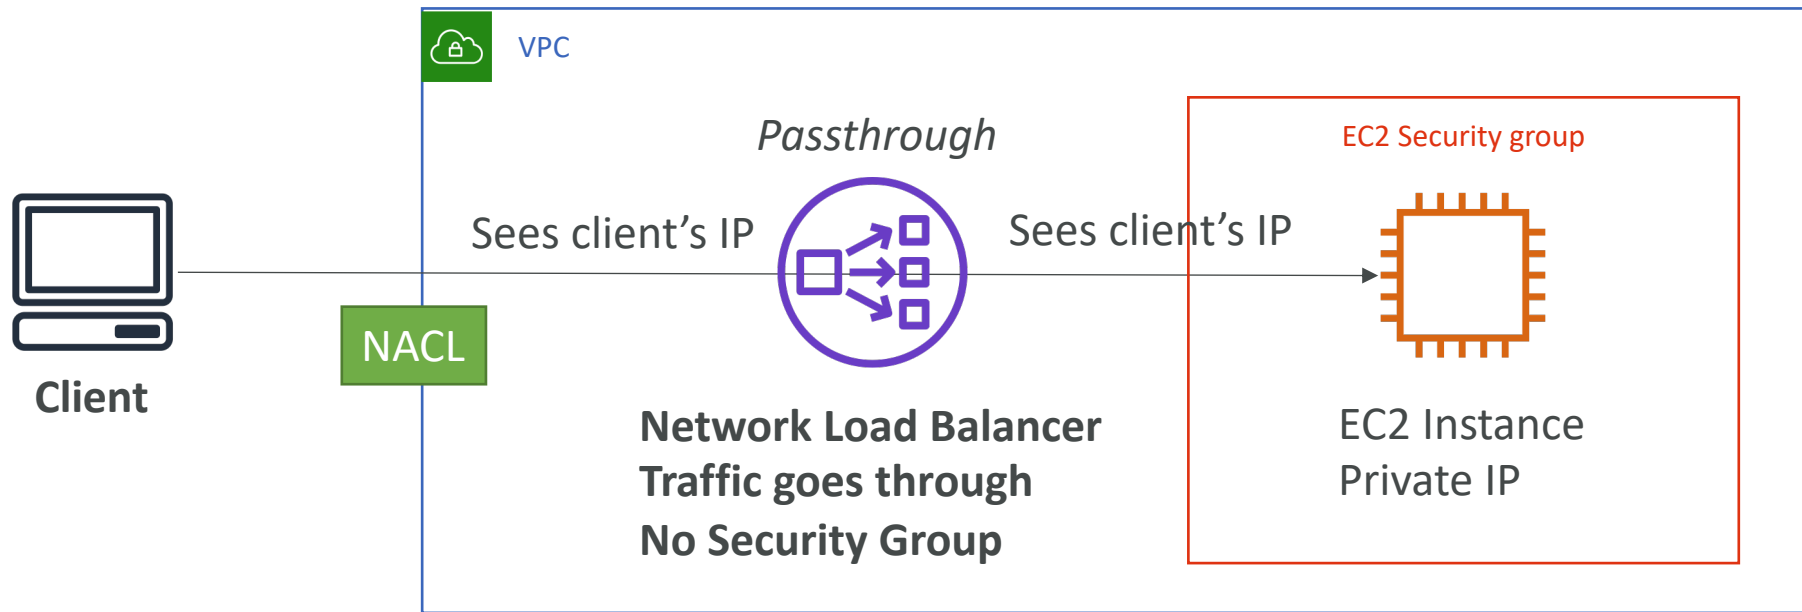 VPC
Passthrough
EC2 Security group
Sees client’s IP
Sees client’s IP
NACL
Client
Network Load Balancer
Traffic goes through
No Security Group
EC2 Instance
Private IP